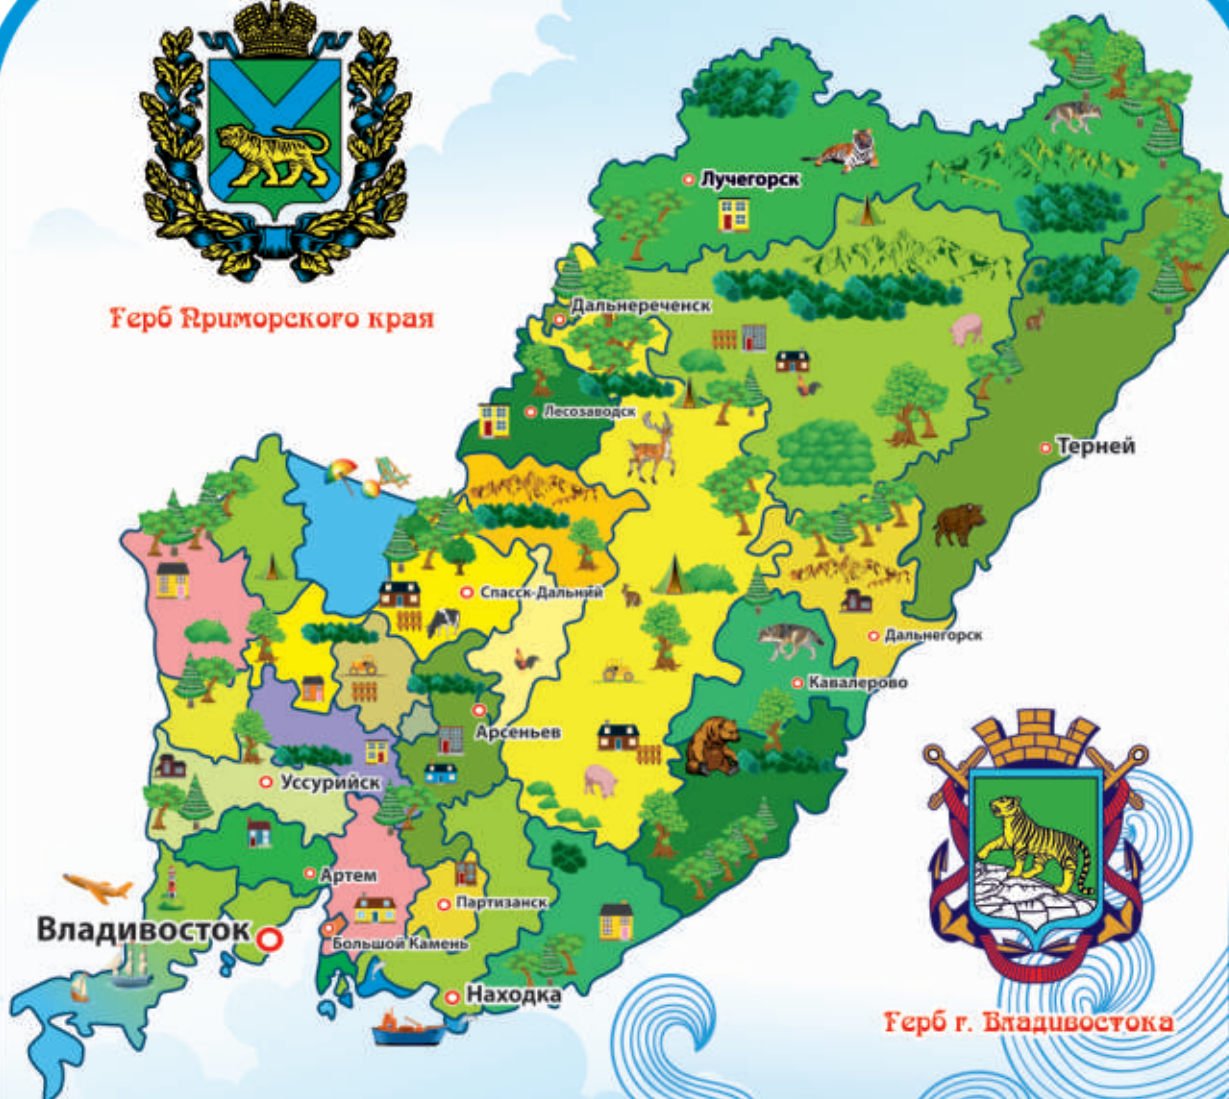 Герб Приморского края
Лучегорск
Дальнереченск
Лесозаводск
Терней
Спасск-Дальний
Дальнегорск
Кавалерово
Арсеньев
Уссурийск
Артем
Партизанск
Владивосток
Большой Камень
Находка
Герб г. Владивостока